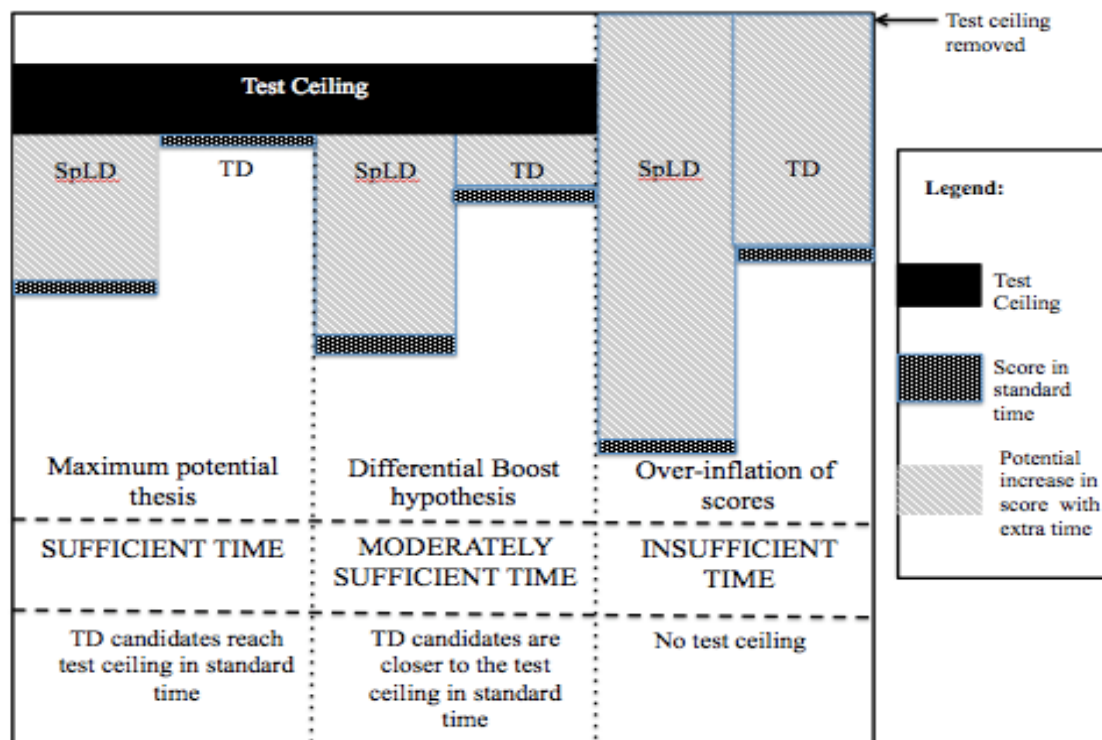 Test ceiling
removed
Test Ceiling
SpLD
TD
SpLD
TD
SpLD
TD
Legend:
Test
Ceiling
Score in
standard
time
Potential
increase in
score with
extra time
Maximum potential
thesis
Differential Boost
hypothesis
Over-inflation of
scores
SUFFICIENT TIME
MODERATELY
SUFFICIENT TIME
INSUFFICIENT
TIME
TD candidates reach
test ceiling in standard
time
TD candidates are
closer to the test
ceiling in standard
time
No test ceiling